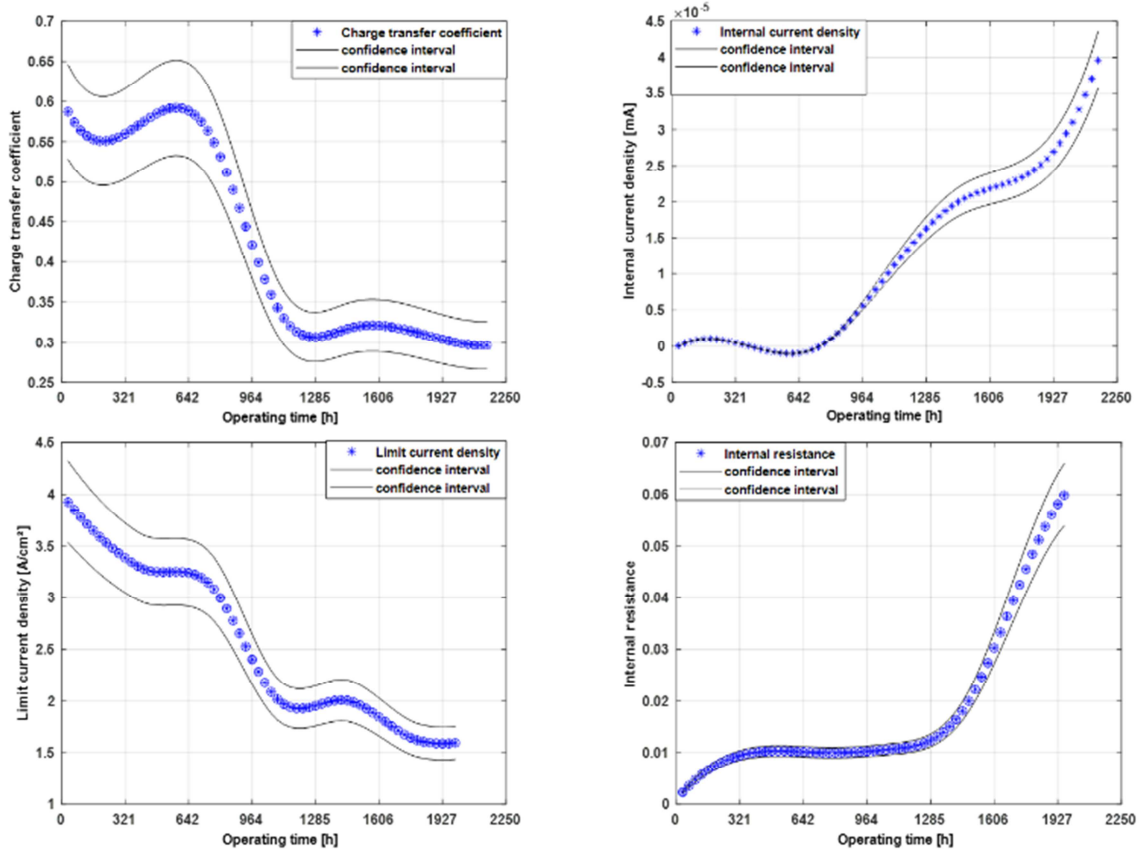 0.7
0.65
0.6
0.55
0.5
0.45
0.4
0.35
0.3
0.25
Charge transfer coefficient
Charge transfer coefficient
confidence interval
confidence interval
0 321 642 964 1285 1606 1927 2250
Operating time [h]
×10⁻⁵
4.5
4
3.5
3
2.5
2
1.5
1
0.5
0
-0.5
Internal current density [mA]
Internal current density
confidence interval
confidence interval
0 321 642 964 1285 1606 1927 2250
Operating time [h]
4.5
4
3.5
3
2.5
2
1.5
1
Limit current density [A/cm²]
Limit current density
confidence interval
confidence interval
0 321 642 964 1285 1606 1927 2250
Operating time [h]
0.07
0.06
0.05
0.04
0.03
0.02
0.01
0
Internal resistance
Internal resistance
confidence interval
confidence interval
0 321 642 964 1285 1606 1927 2250
Operating time [h]